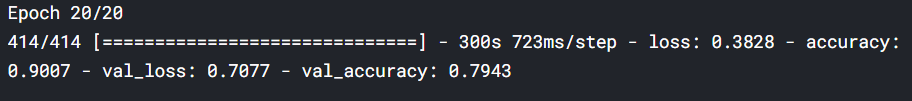 Epoch 20/20
414/414 [==============================] - 300s 723ms/step - loss: 0.3828 - accuracy:
0.9007 - val_loss: 0.7077 - val_accuracy: 0.7943